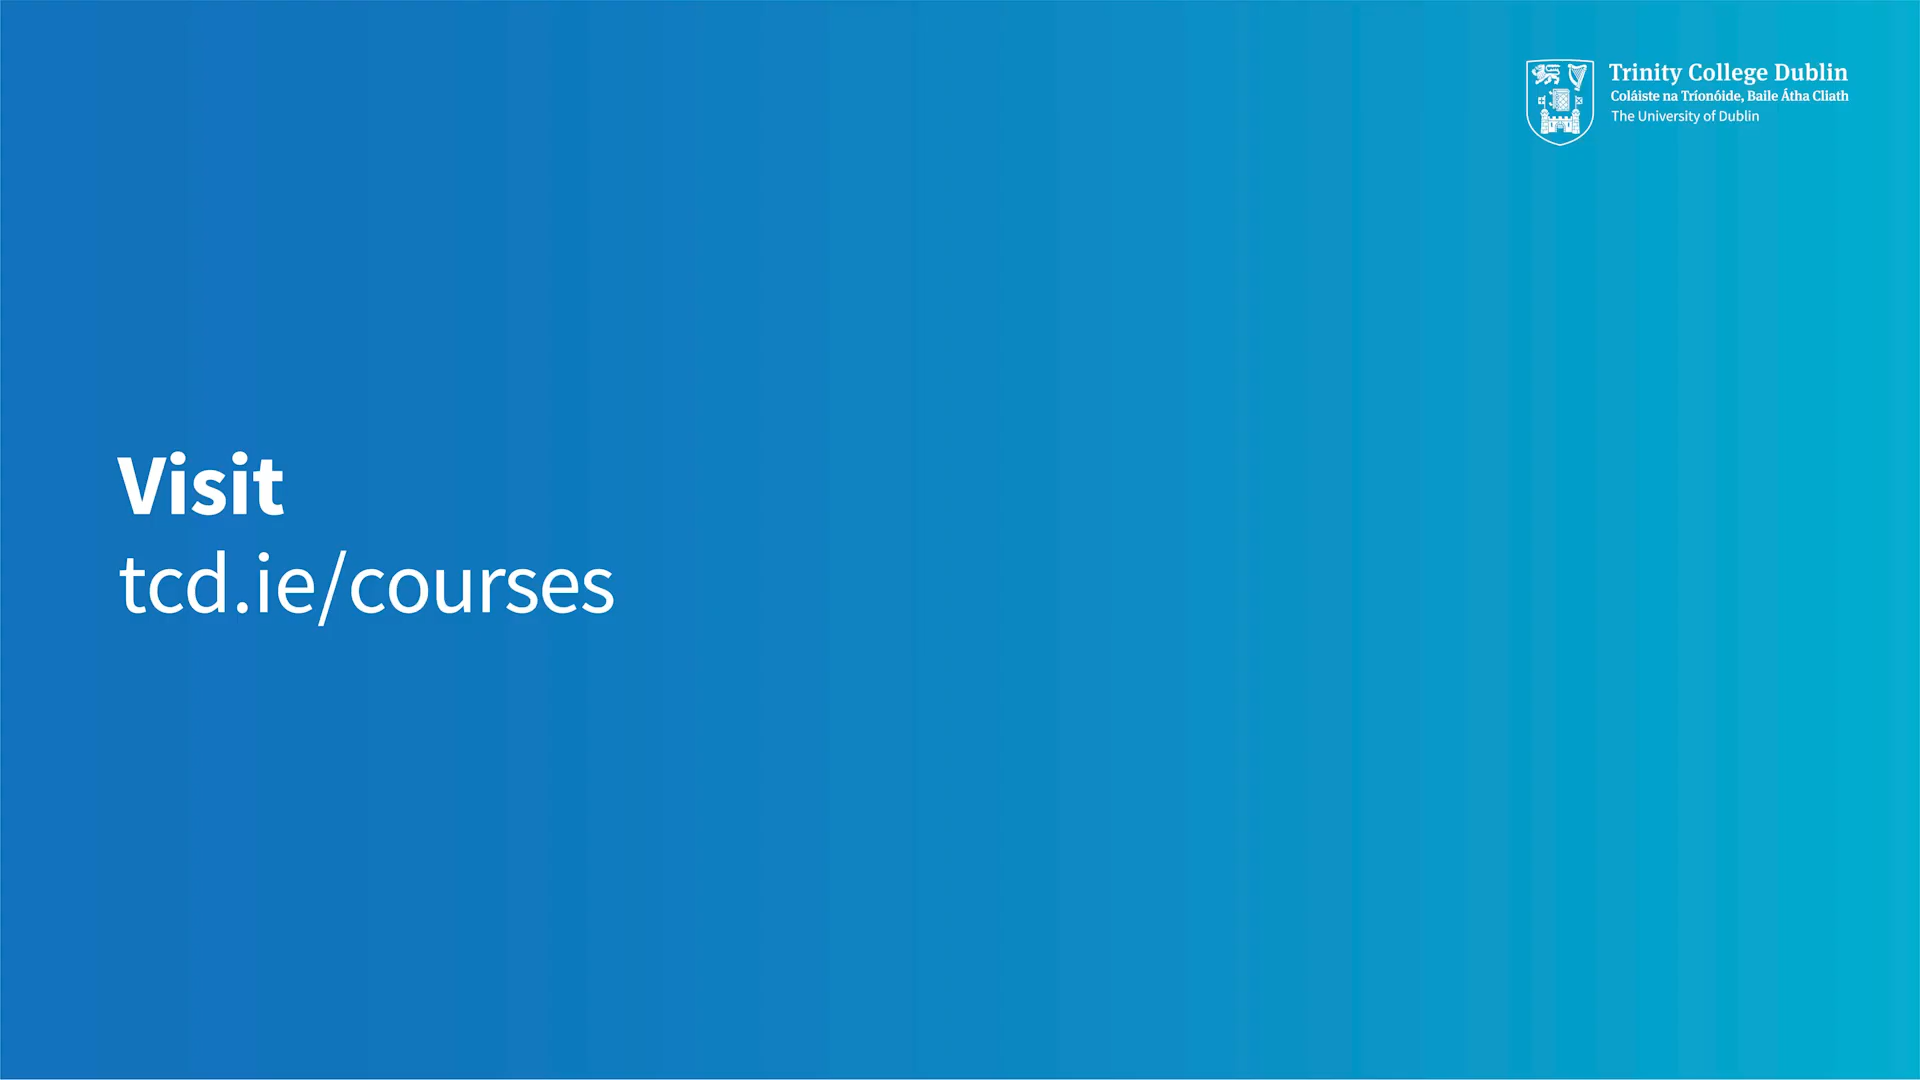 Trinity College Dublin
Coláiste na Tríonóide, Baile Átha Cliath
The University of Dublin
Visit
tcd.ie/courses